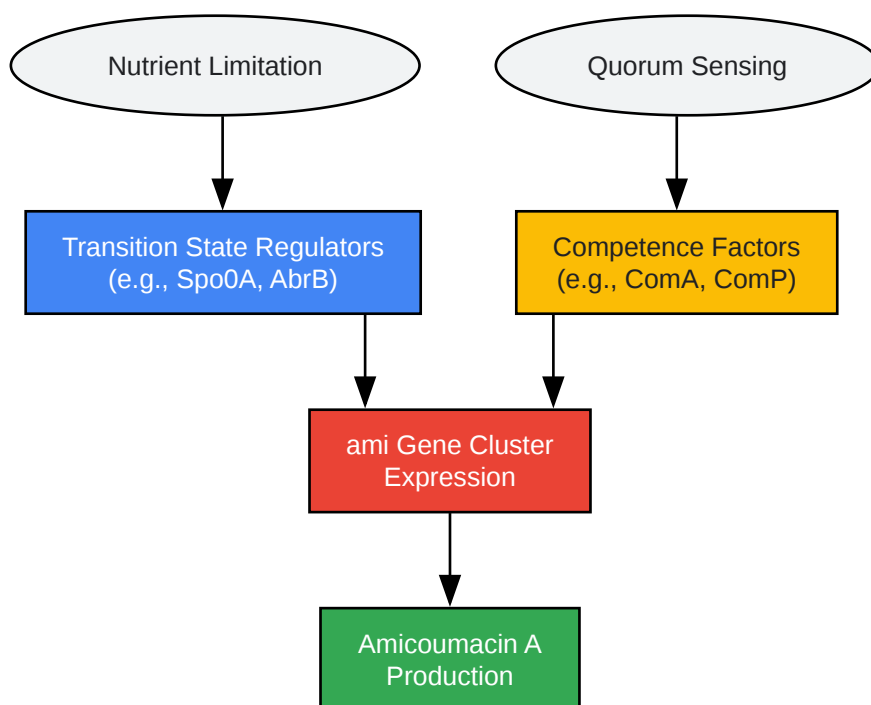 Nutrient Limitation
Quorum Sensing
Transition State Regulators
(e.g., Spo0A, AbrB)
Competence Factors
(e.g., ComA, ComP)
ami Gene Cluster
Expression
Amicoumacin A
Production